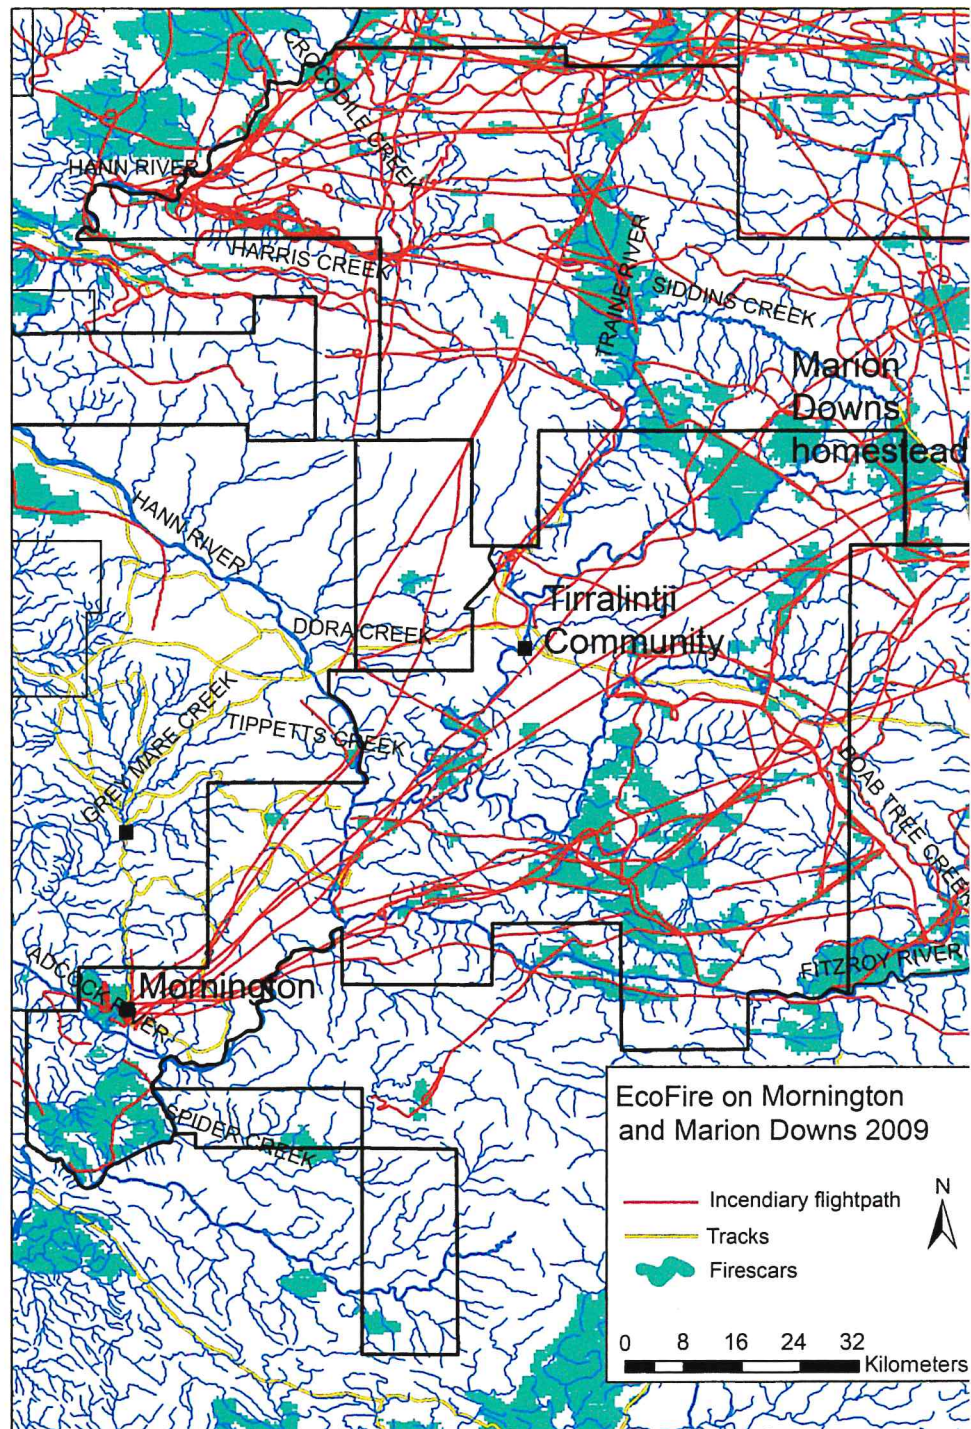 CROCODILE CREEK
HANN RIVER
HARRIS CREEK
TRAINE RIVER
SIDDINS CREEK
Marion
Downs
homestead
HANN RIVER
Tirralintji
Community
DORA CREEK
GREY MARE CREEK
TIPPETTS CREEK
BOAB TREE CREEK
ADCOCK RIVER
Mornington
FITZROY RIVER
SPIDER CREEK
EcoFire on Mornington
and Marion Downs 2009
Incendiary flightpath
N
Tracks
Firescars
0 8 16 24 32
Kilometers